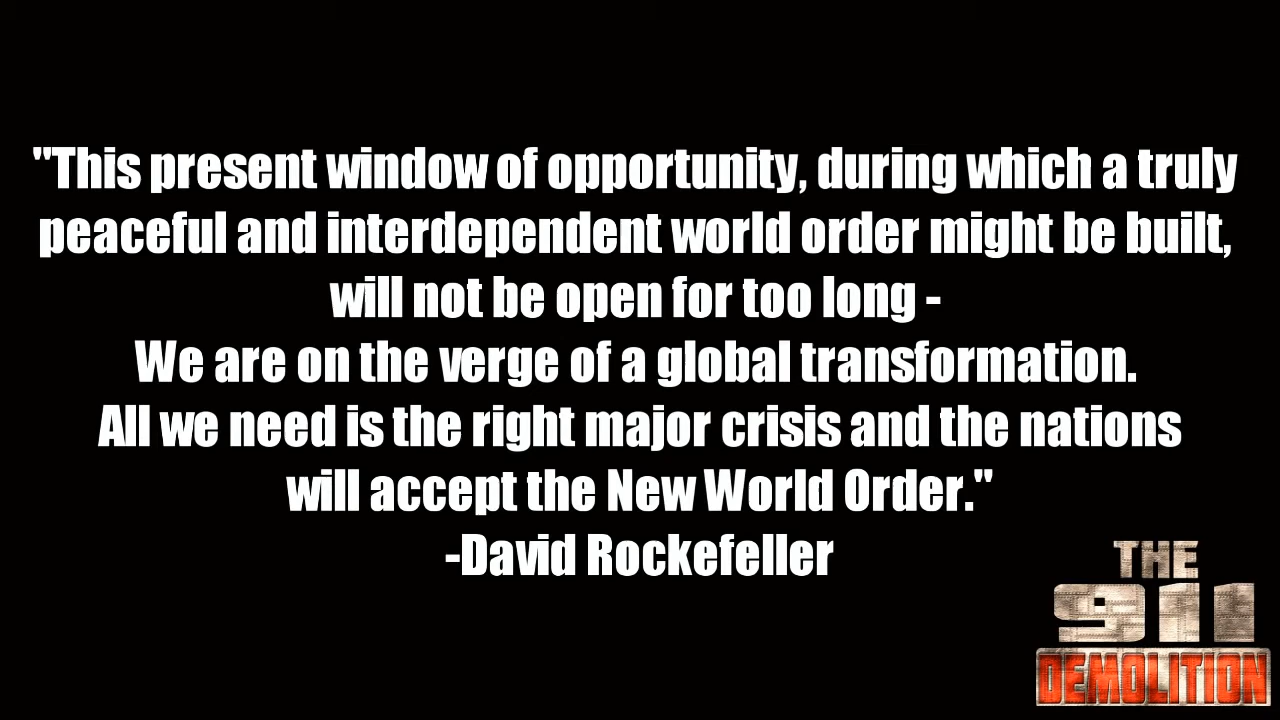 "This present window of opportunity, during which a truly
peaceful and interdependent world order might be built,
will not be open for too long -
We are on the verge of a global transformation.
All we need is the right major crisis and the nations
will accept the New World Order."
-David Rockefeller
THE
911
DEMOLITION